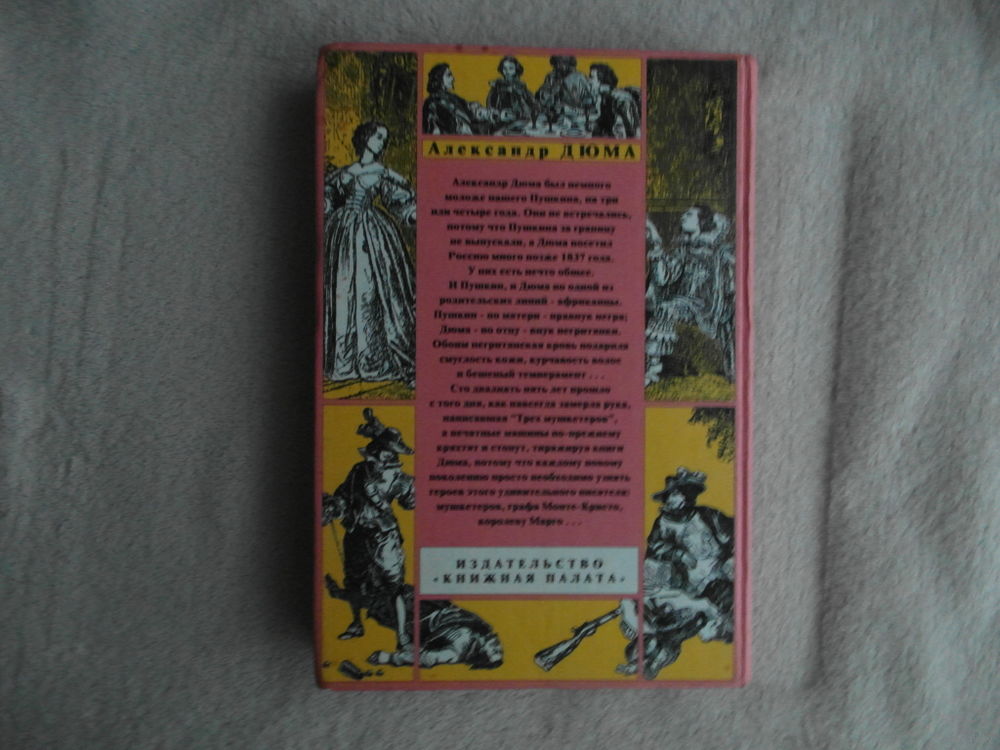 Александр ДЮМА
Александр Дюма был немного
моложе нашего Пушкина, на три
или четыре года. Они не встречались,
потому что Пушкина за границу
не выпускали, а Дюма посетил
Россию много позже 1837 года.
У них есть нечто общее.
И Пушкин, и Дюма по одной из
родительских линий - африканцы.
Пушкин - по матери - правнук негра;
Дюма - по отцу - внук негритянки.
Обоим негритянская кровь подарила
смуглость кожи, курчавость волос
и бешеный темперамент . . .
Сто двадцать пять лет прошло
с того дня, как навсегда замерла рука,
написавшая "Трех мушкетеров",
а печатные машины по-прежнему
кряхтят и стонут, тиражируя книги
Дюма, потому что каждому новому
поколению просто необходимо узнать
героев этого удивительного писателя:
мушкетеров, графа Монте-Кристо,
королеву Марго . . .
ИЗДАТЕЛЬСТВО
«КНИЖНАЯ ПАЛАТА»